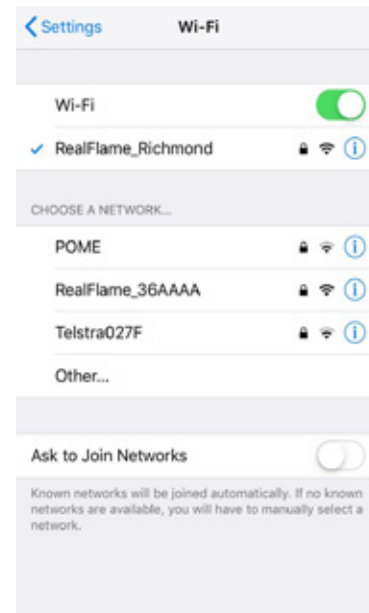 Settings Wi-Fi
Wi-Fi
RealFlame_Richmond
CHOOSE A NETWORK...
POME
RealFlame_36AAAA
Telstra027F
Other...
Ask to Join Networks
Known networks will be joined automatically. If no known
networks are available, you will have to manually select a
network.